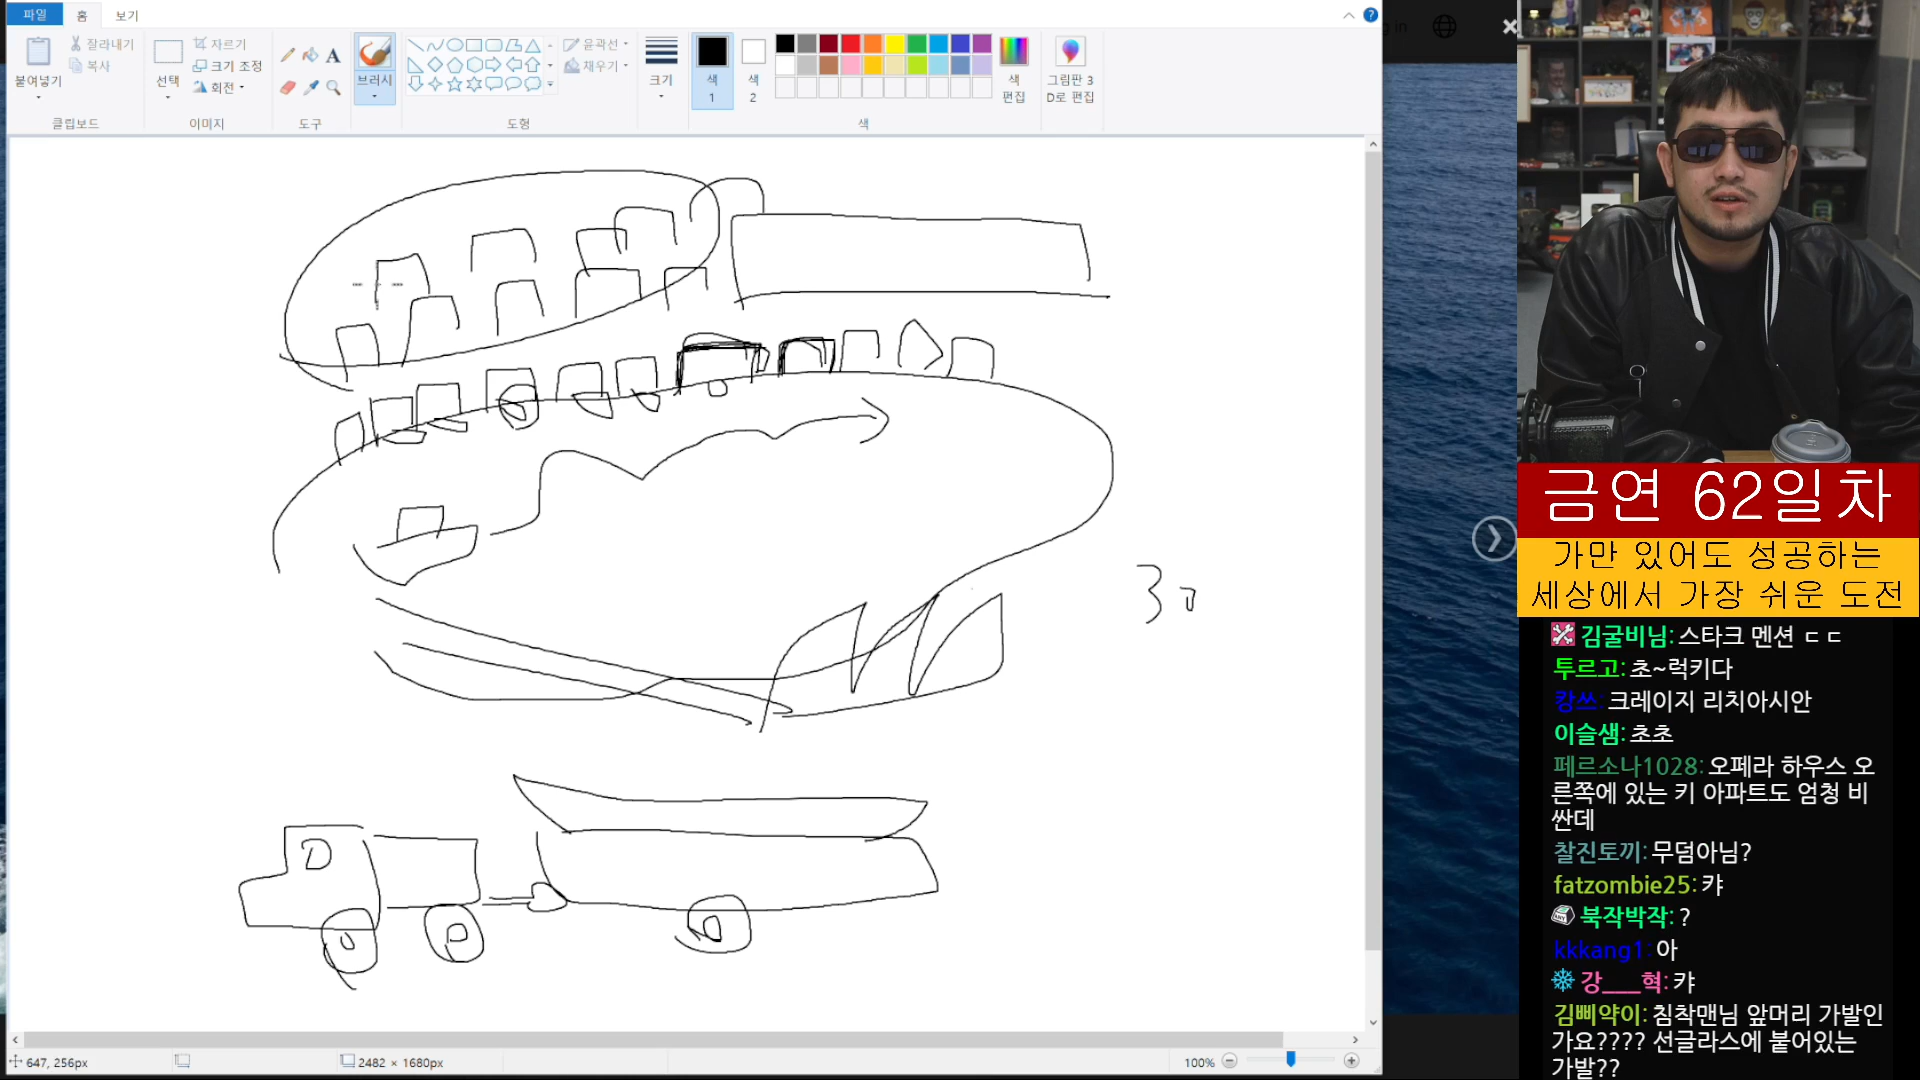 파일 홈 보기
붙여넣기 잘라내기 복사 클립보드
선택 자르기 크기 조정 회전 이미지
A 도구
브러시
윤곽선 채우기 도형
크기
색 1
색 2
색 편집
색
그림판 3D로 편집
30
D
647, 256px
2482 × 1680px
100%
금연 62일차
가만 있어도 성공하는
세상에서 가장 쉬운 도전
김굴비님: 스타크 멘션 ㄷㄷ
투르고: 초~럭키다
캉쓰: 크레이지 리치아시안
이슬샘: 초초
페르소나1028: 오페라 하우스 오
른쪽에 있는 키 아파트도 엄청 비
싼데
찰진토끼: 무덤아님?
fatzombie25: 캬
북작박작: ?
kkkang1: 아
강___혁: 캬
김삐약이: 침착맨님 앞머리 가발인
가요???? 선글라스에 붙어있는
가발??